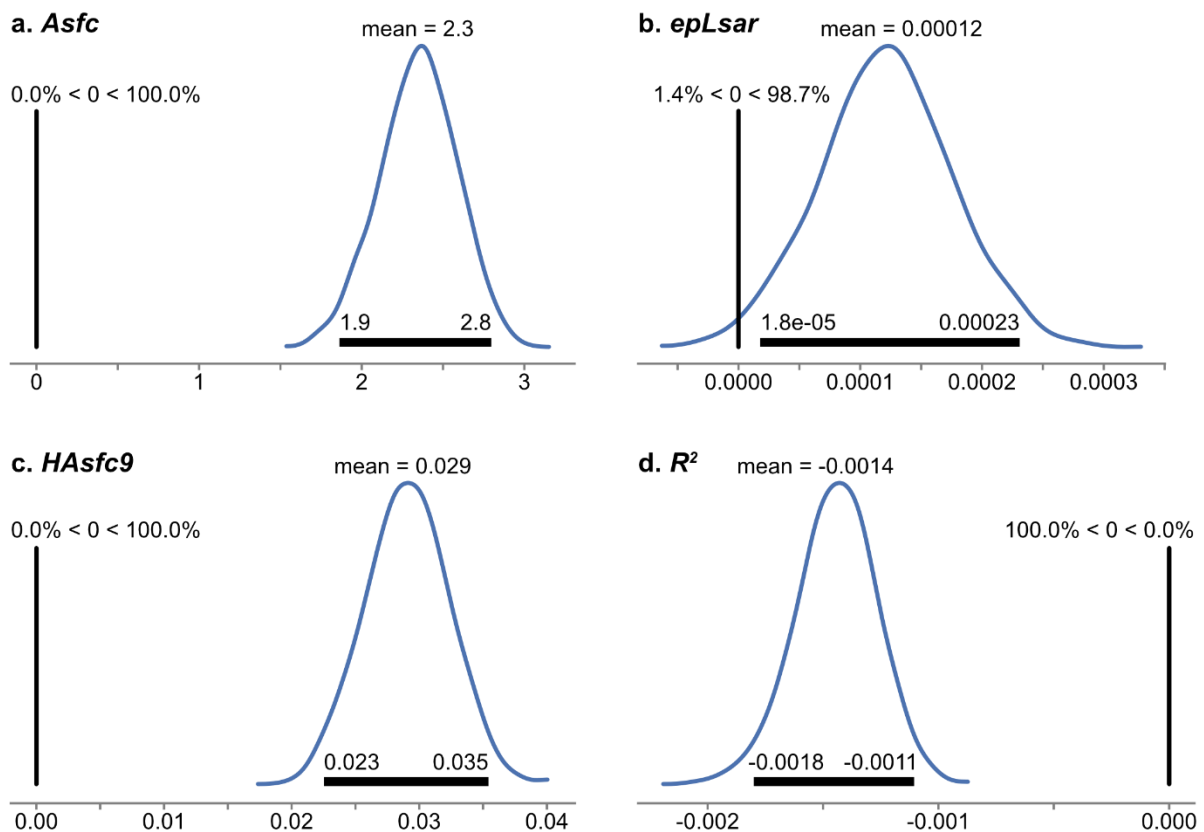 a. Asfc
mean = 2.3
0.0% < 0 < 100.0%
1.9 2.8
0 1 2 3
b. epLsar
mean = 0.00012
1.4% < 0 < 98.7%
1.8e-05 0.00023
0.0000 0.0001 0.0002 0.0003
c. HAsfc9
mean = 0.029
0.0% < 0 < 100.0%
0.023 0.035
0.00 0.01 0.02 0.03 0.04
d. R²
mean = -0.0014
100.0% < 0 < 0.0%
-0.0018 -0.0011
-0.002 -0.001 0.000